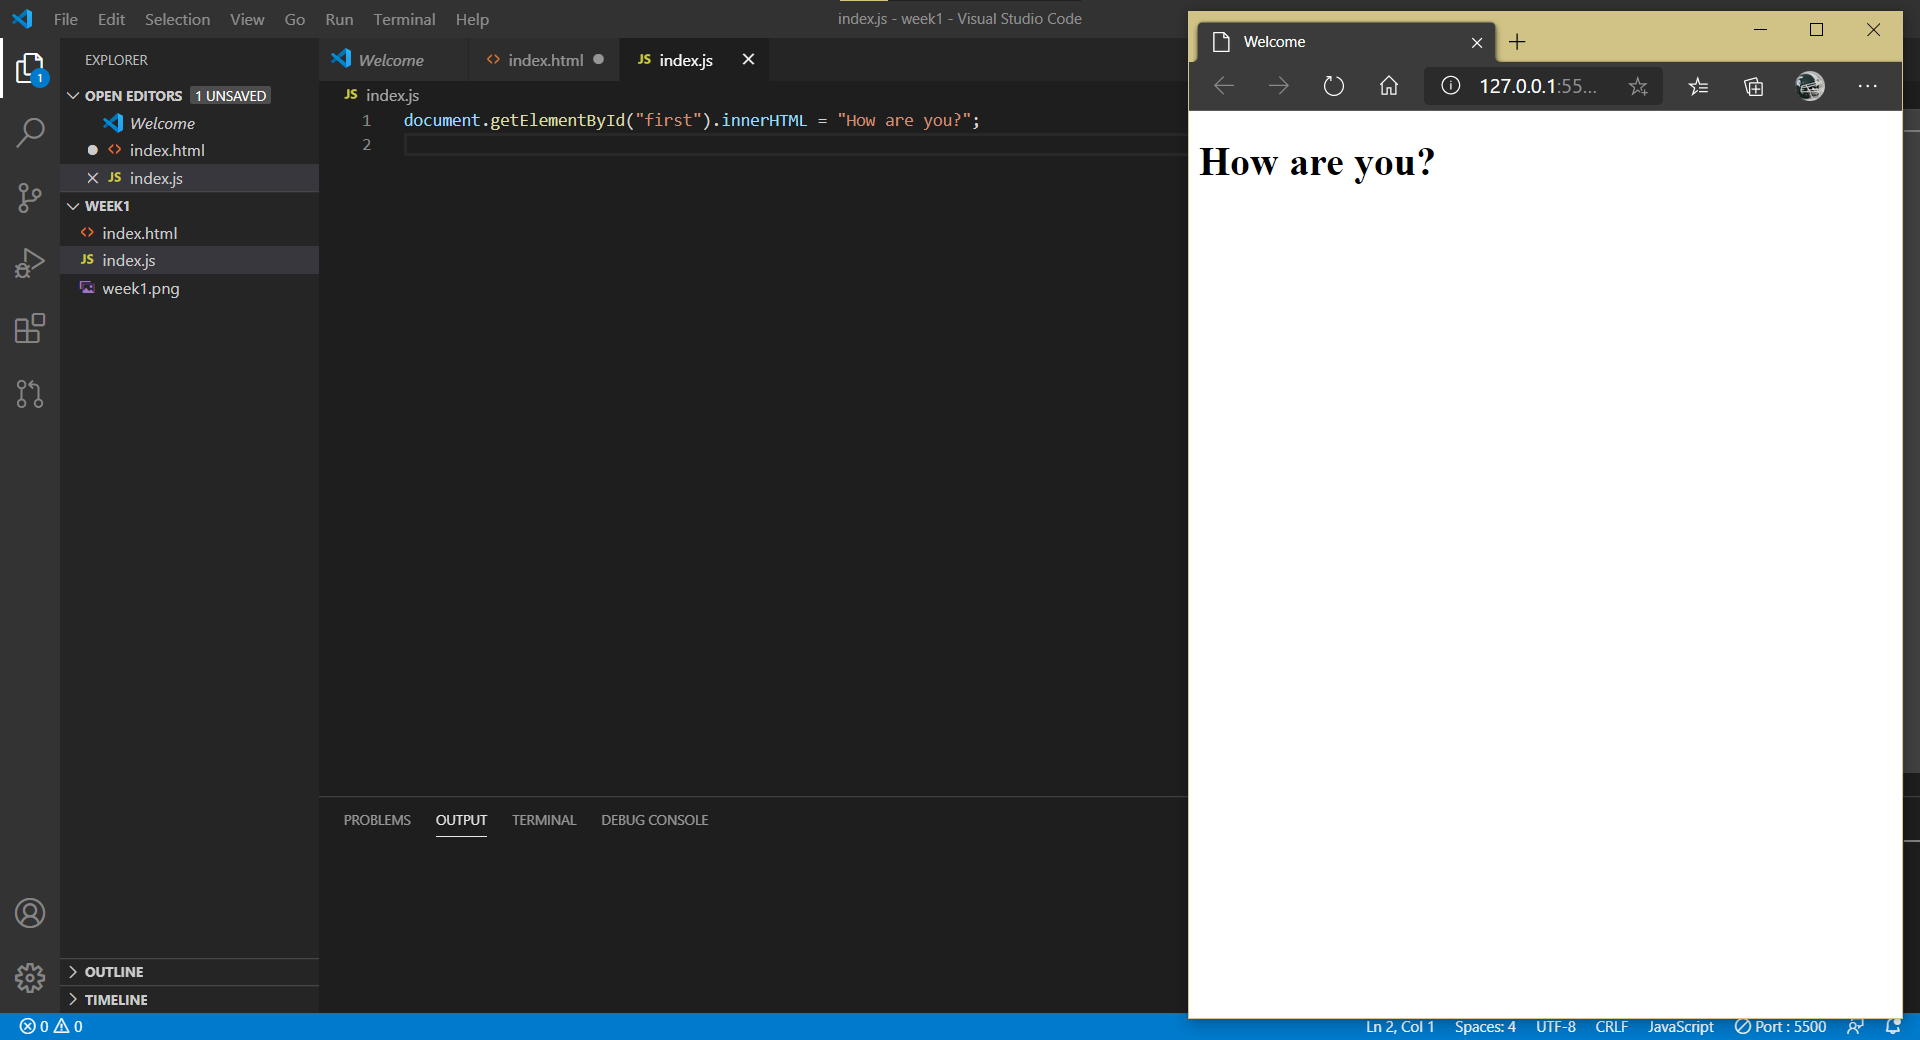 File Edit Selection View Go Run Terminal Help
index.js - week1 - Visual Studio Code
EXPLORER
1
OPEN EDITORS 1 UNSAVED
Welcome
index.html
JS index.js
WEEK1
index.html
JS index.js
week1.png
OUTLINE
TIMELINE
Welcome
index.html
JS index.js
JS index.js
1 document.getElementById("first").innerHTML = "How are you?";
2
PROBLEMS OUTPUT TERMINAL DEBUG CONSOLE
Welcome
127.0.0.1:55...
How are you?
0 0
Ln 2, Col 1 Spaces: 4 UTF-8 CRLF JavaScript Port : 5500